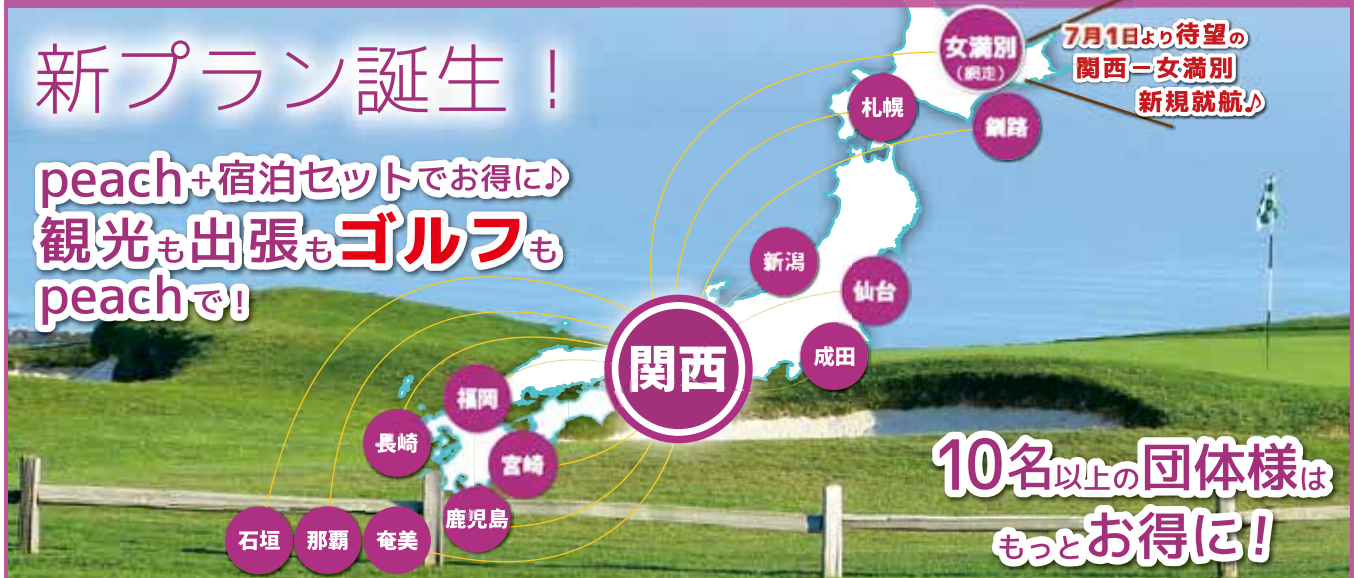 新プラン誕生！
peach+宿泊セットでお得に♪
観光も出張もゴルフも
peachで！
女満別
（網走）
7月1日より待望の
関西ー女満別
新規就航♪
札幌
釧路
新潟
仙台
成田
関西
福岡
長崎
宮崎
鹿児島
石垣
那覇
奄美
10名以上の団体様は
もっとお得に！